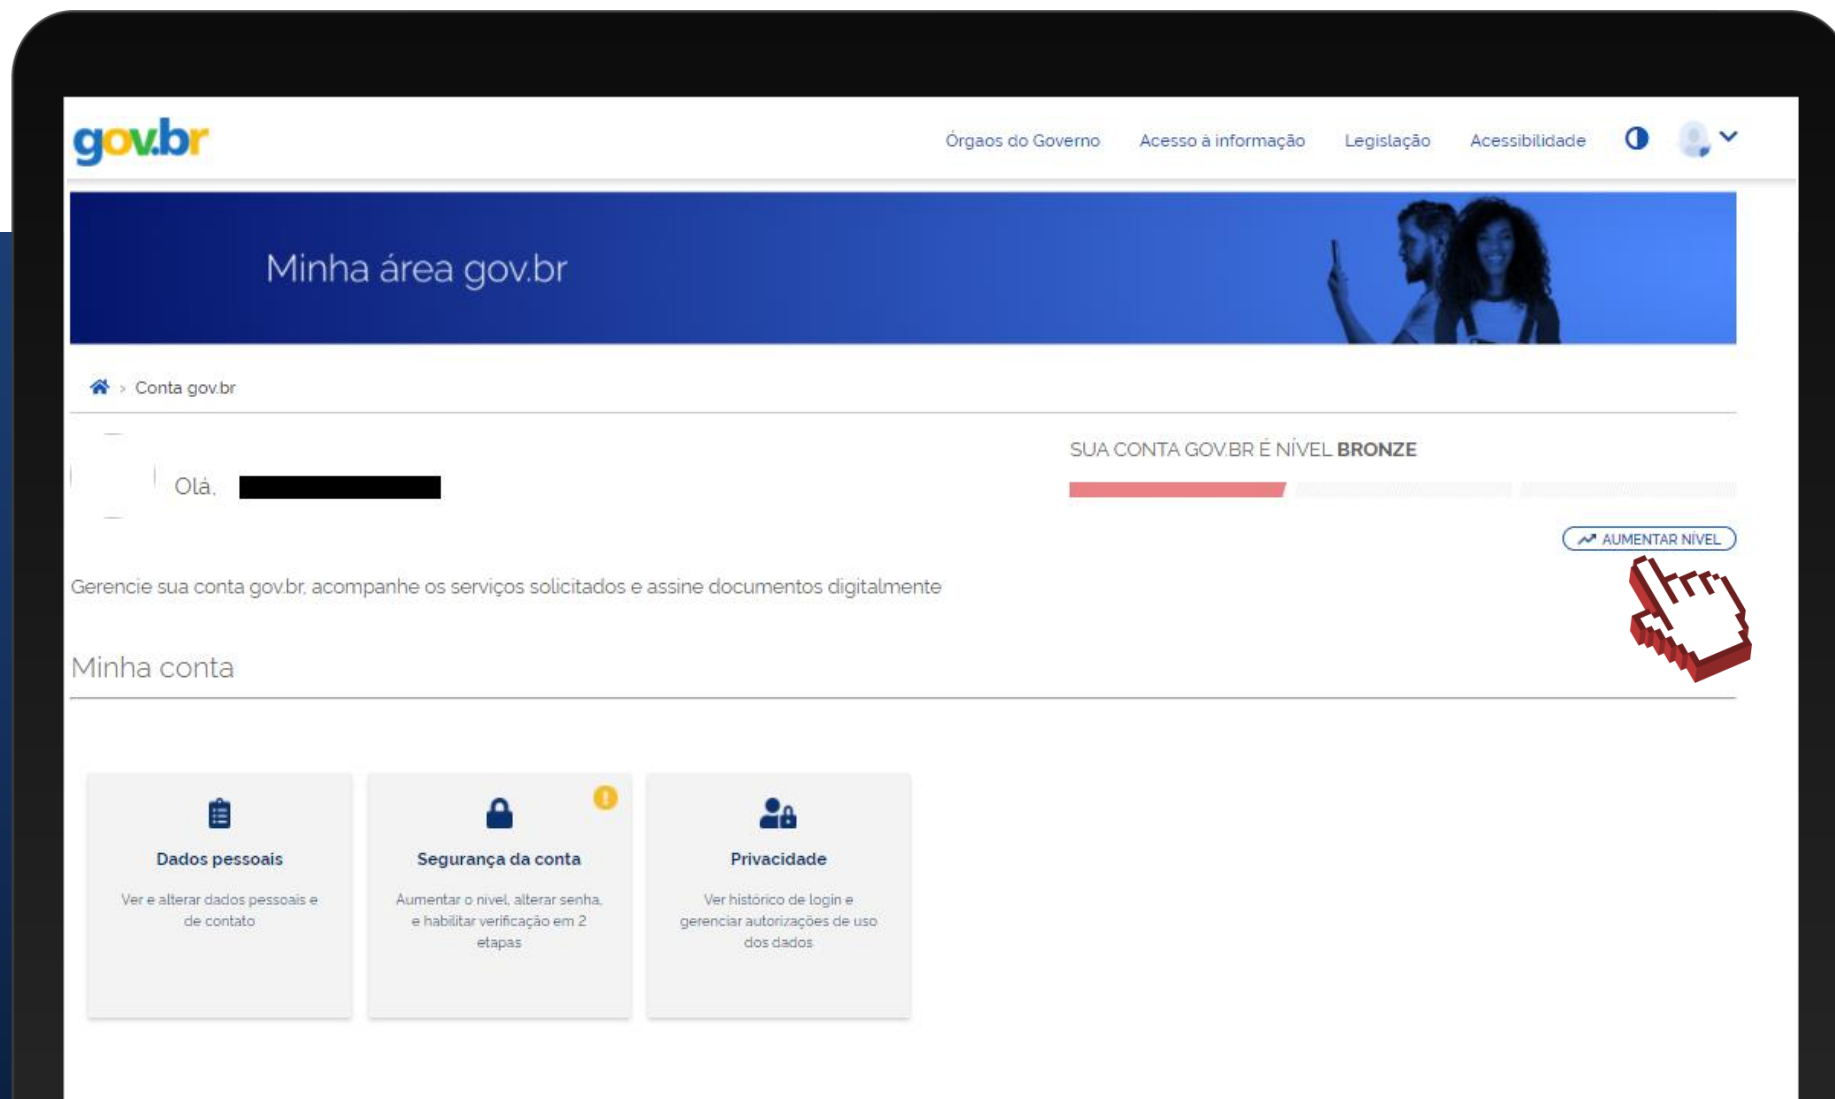 gov.br
Órgaos do Governo Acesso à informação Legislação Acessibilidade
Minha área gov.br
Conta gov.br
SUA CONTA GOV.BR É NÍVEL BRONZE
Olá,
AUMENTAR NÍVEL
Gerencie sua conta gov.br, acompanhe os serviços solicitados e assine documentos digitalmente
Minha conta
Dados pessoais
Ver e alterar dados pessoais e
de contato
Segurança da conta
Aumentar o nível, alterar senha,
e habilitar verificação em 2
etapas
Privacidade
Ver histórico de login e
gerenciar autorizações de uso
dos dados